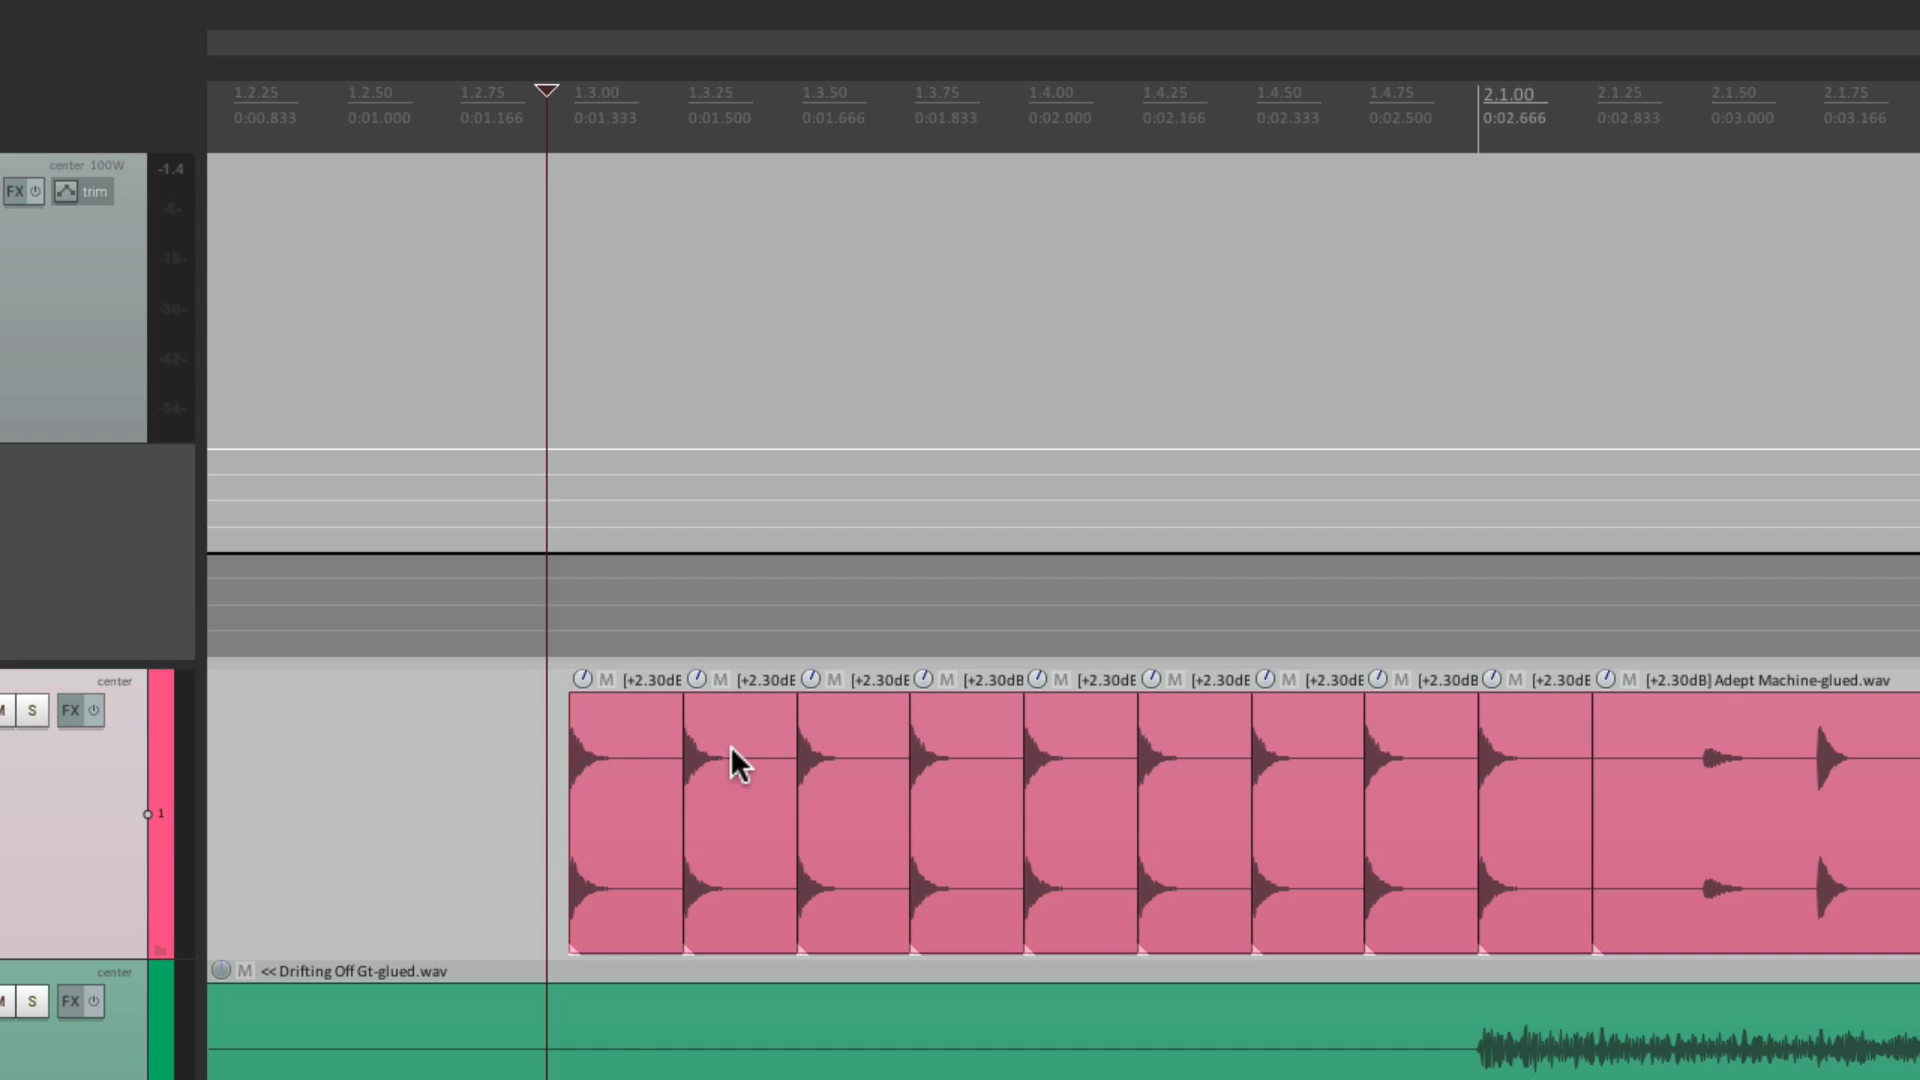 1.2.25 1.2.50 1.2.75 1.3.00 1.3.25 1.3.50 1.3.75 1.4.00 1.4.25 1.4.50 1.4.75 2.1.00 2.1.25 2.1.50 2.1.75
0:00.833 0:01.000 0:01.166 0:01.333 0:01.500 0:01.666 0:01.833 0:02.000 0:02.166 0:02.333 0:02.500 0:02.666 0:02.833 0:03.000 0:03.166
center 100W
-1.4
FX trim
-6-
-18-
-30-
-42-
-54-
center
M [+2.30dB M [+2.30dB M [+2.30dB M [+2.30dB M [+2.30dB M [+2.30dB M [+2.30dB M [+2.30dB M [+2.30dB M [+2.30dB] Adept Machine-glued.wav
M S FX
1
center
M << Drifting Off Gt-glued.wav
M S FX